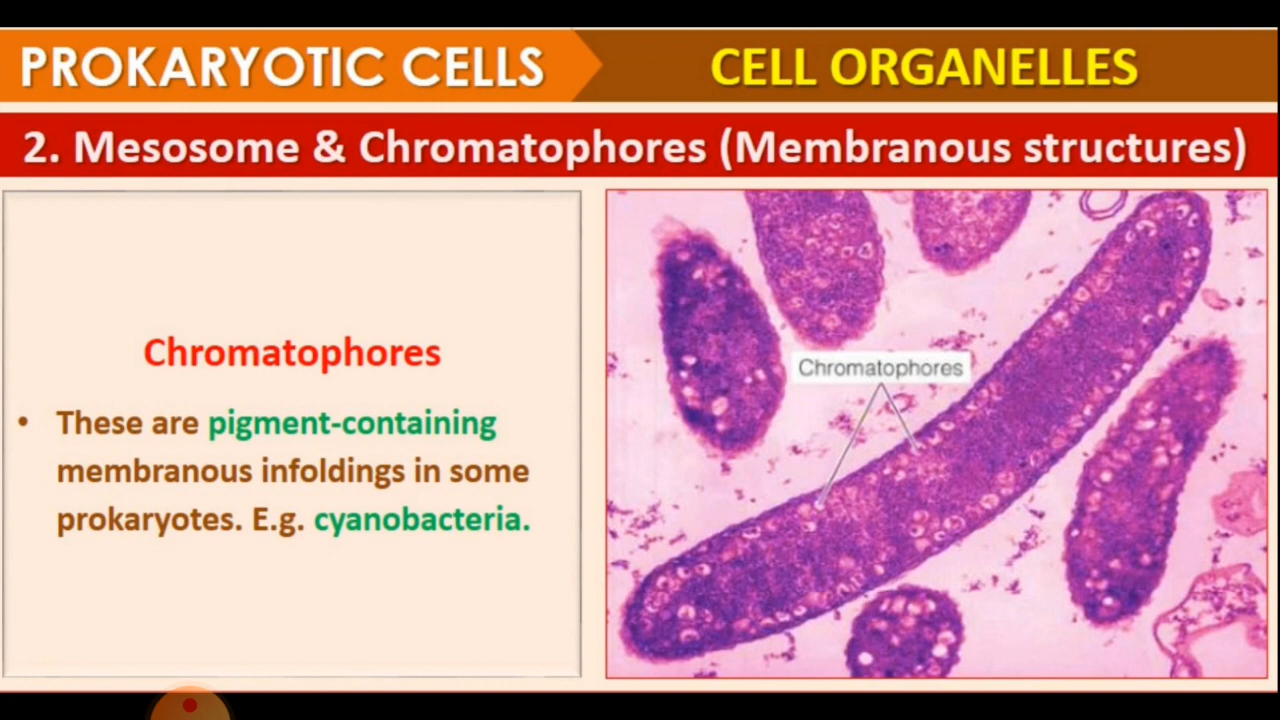 PROKARYOTIC CELLS
CELL ORGANELLES
2. Mesosome & Chromatophores (Membranous structures)
Chromatophores
• These are pigment-containing
membranous infoldings in some
prokaryotes. E.g. cyanobacteria.
Chromatophores